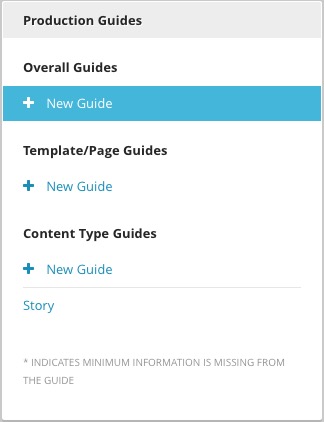 Production Guides
Overall Guides
+ New Guide
Template/Page Guides
+ New Guide
Content Type Guides
+ New Guide
Story
* INDICATES MINIMUM INFORMATION IS MISSING FROM
THE GUIDE